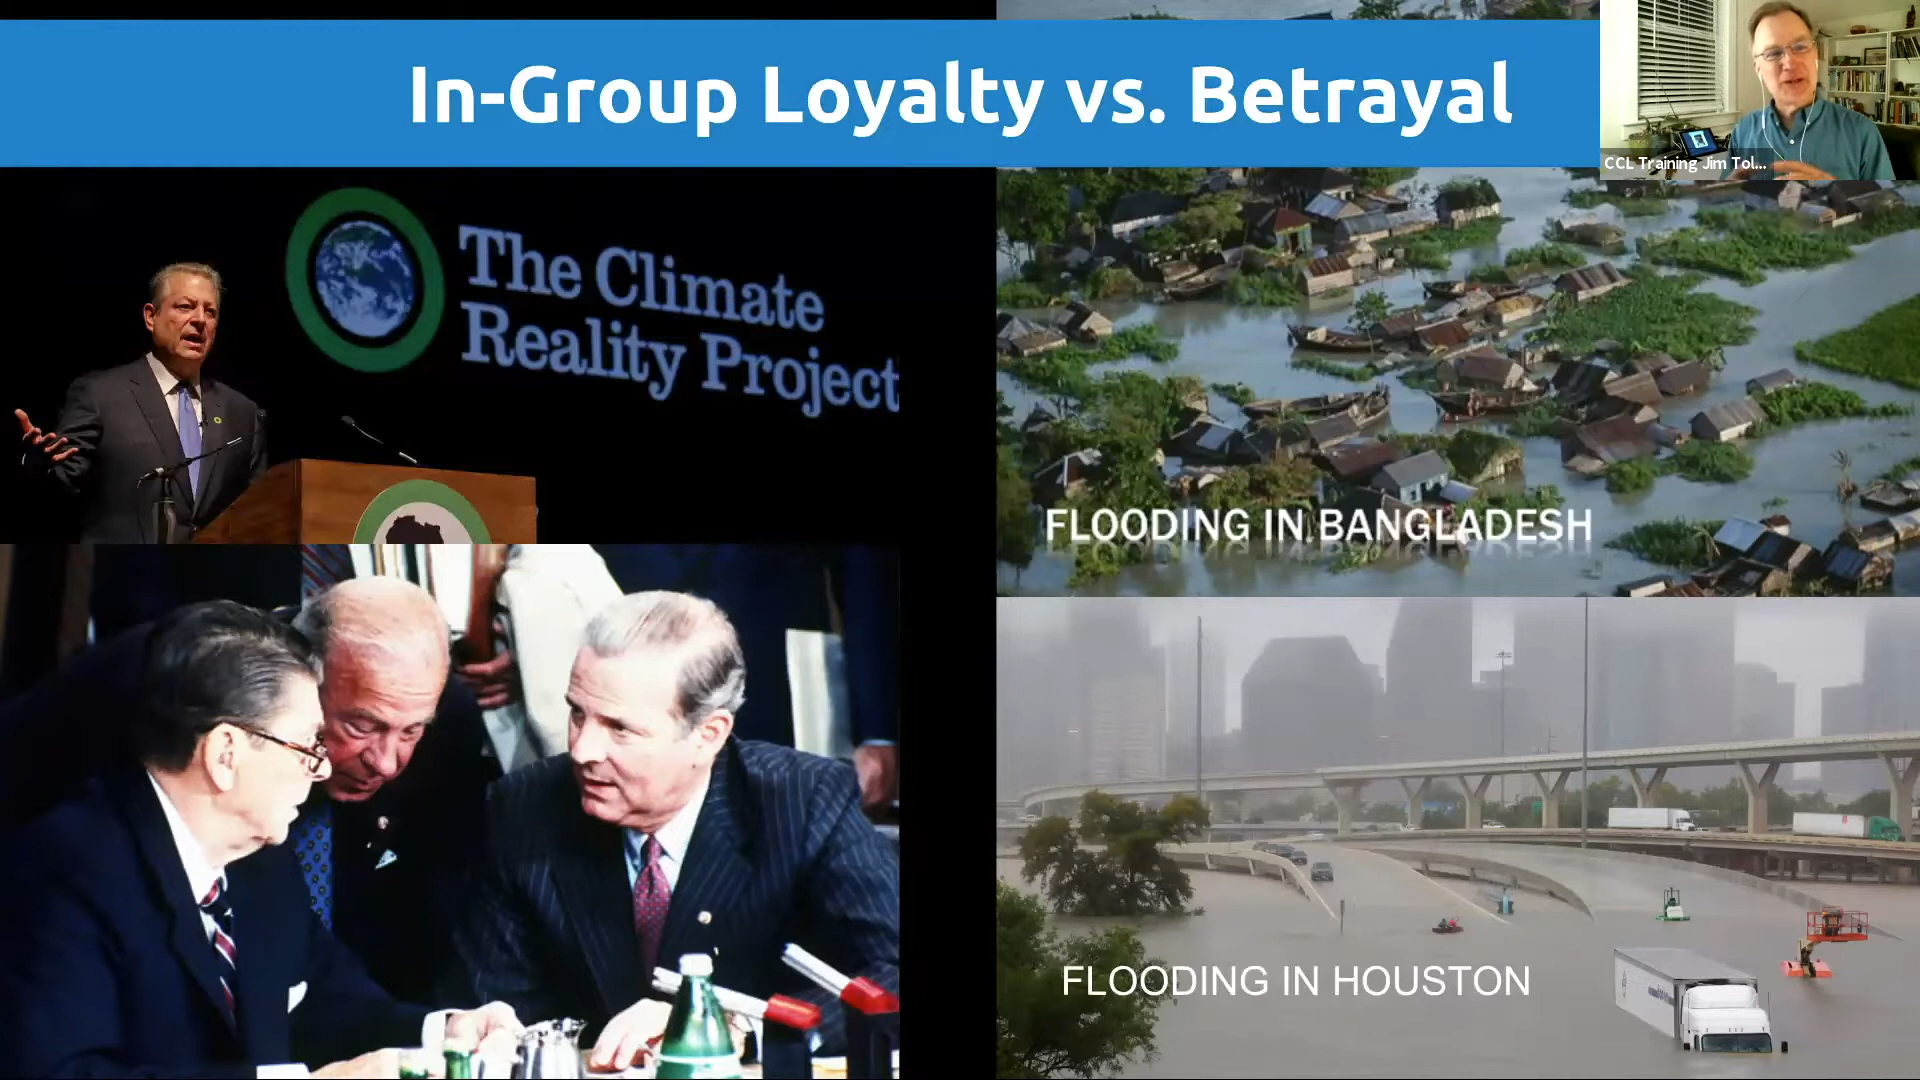 In-Group Loyalty vs. Betrayal
CCL Training Jim Tol...
The Climate
Reality Project
FLOODING IN BANGLADESH
FLOODING IN HOUSTON